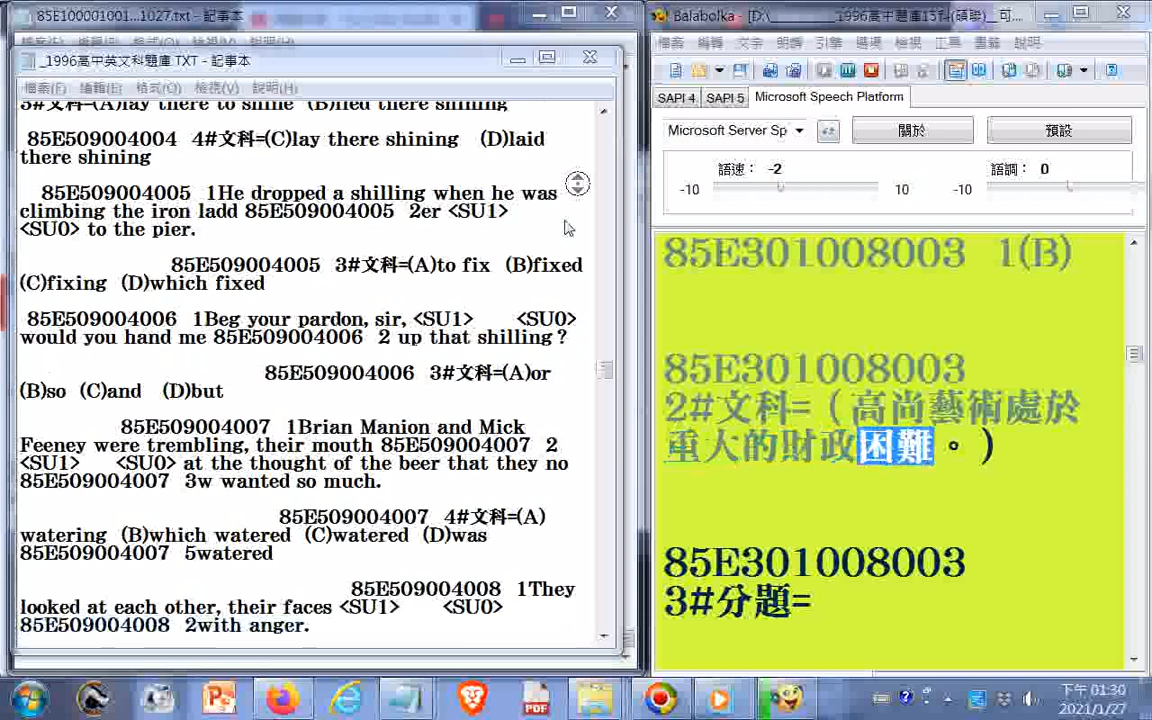 85E100001001...1027.txt - 記事本
_1996高中英文科題庫 TXT - 記事本
檔案(F) 編輯(E) 格式(O) 檢視(V) 說明(H)
3#文科=(A)lay there to shine (B)lied there shining
85E509004004 4#文科=(C)lay there shining (D)laid
there shining
85E509004005 1He dropped a shilling when he was
climbing the iron ladd 85E509004005 2er <SU1>
<SU0> to the pier.
85E509004005 3#文科=(A)to fix (B)fixed
(C)fixing (D)which fixed
85E509004006 1Beg your pardon, sir, <SU1> <SU0>
would you hand me 85E509004006 2 up that shilling？
85E509004006 3#文科=(A)or
(B)so (C)and (D)but
85E509004007 1Brian Manion and Mick
Feeney were trembling, their mouth 85E509004007 2
<SU1> <SU0> at the thought of the beer that they no
85E509004007 3w wanted so much.
85E509004007 4#文科=(A)
watering (B)which watered (C)watered (D)was
85E509004007 5watered
85E509004008 1They
looked at each other, their faces <SU1> <SU0>
85E509004008 2with anger.
Balabolka - [D:\ _1996高中題庫15科(碩聯)_可...
檔案 編輯 文字 朗讀 引擎 選項 檢視 工具 書籤 說明
SAPI 4 SAPI 5 Microsoft Speech Platform
Microsoft Server Sp 關於 預設
語速： -2 語調： 0
-10 10 -10
85E301008003 1(B)
85E301008003
2#文科=（高尚藝術處於
重大的財政困難。）
85E301008003
3#分題=
PDF
下午 01:30
2021/1/27